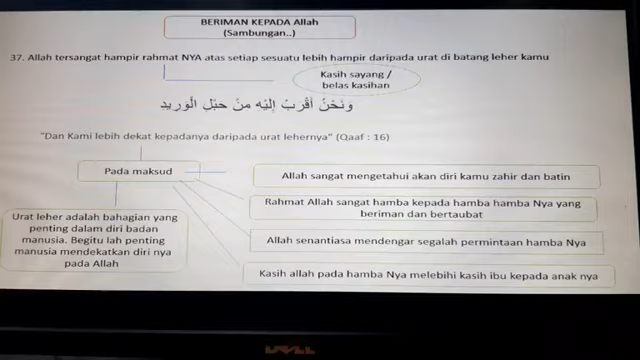 BERIMAN KEPADA Allah
(Sambungan..)
37. Allah tersangat hampir rahmat NYA atas setiap sesuatu lebih hampir daripada urat di batang leher kamu
Kasih sayang /
belas kasihan
وَنَحْنُ أَقْرَبُ إِلَيْهِ مِنْ حَبْلِ الْوَرِيدِ
"Dan Kami lebih dekat kepadanya daripada urat lehernya" (Qaaf : 16)
Pada maksud
Allah sangat mengetahui akan diri kamu zahir dan batin
Rahmat Allah sangat hamba kepada hamba hamba Nya yang
beriman dan bertaubat
Urat leher adalah bahagian yang
penting dalam diri badan
manusia. Begitu lah penting
manusia mendekatkan diri nya
pada Allah
Allah senantiasa mendengar segalah permintaan hamba Nya
Kasih allah pada hamba Nya melebihi kasih ibu kepada anak nya
DELL